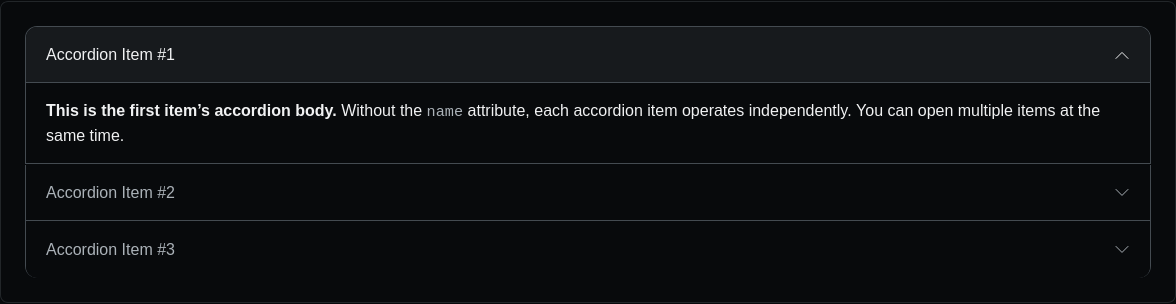 Accordion Item #1
This is the first item’s accordion body. Without the name attribute, each accordion item operates independently. You can open multiple items at the
same time.
Accordion Item #2
Accordion Item #3